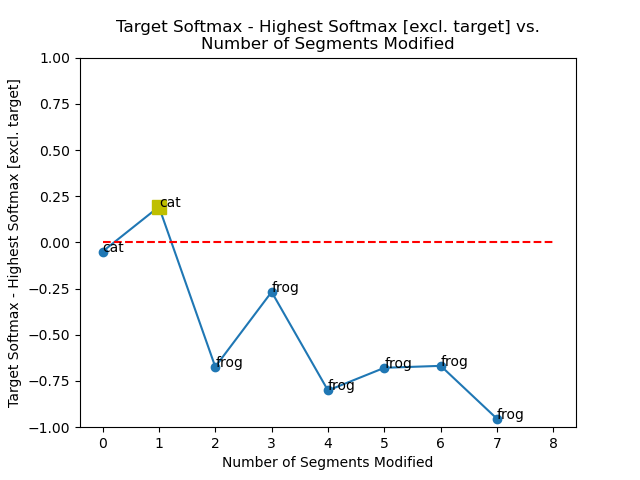 Target Softmax - Highest Softmax [excl. target] vs.
Number of Segments Modified
Target Softmax - Highest Softmax [excl. target]
1.00
0.75
0.50
0.25
0.00
−0.25
−0.50
−0.75
−1.00
cat
cat
frog
frog
frog
frog
frog
frog
0 1 2 3 4 5 6 7 8
Number of Segments Modified